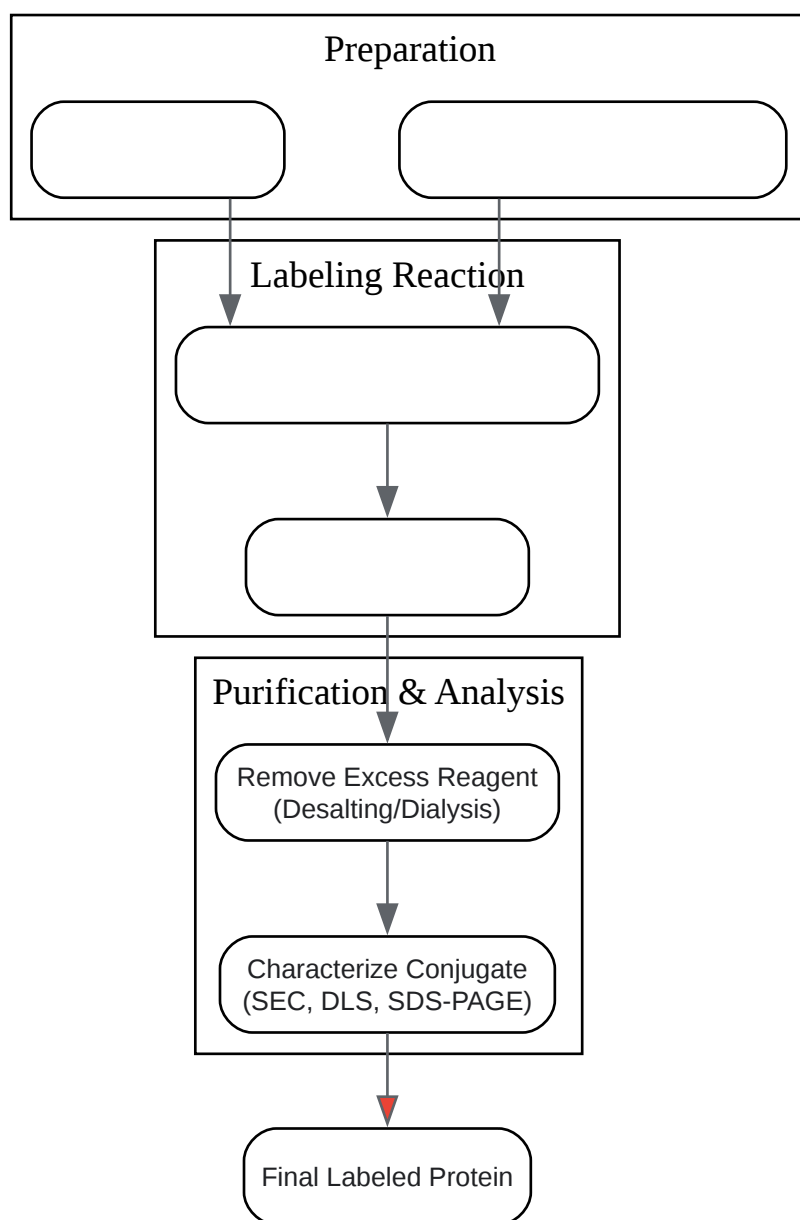 Preparation
Labeling Reaction
Purification & Analysis
Remove Excess Reagent
(Desalting/Dialysis)
Characterize Conjugate
(SEC, DLS, SDS-PAGE)
Final Labeled Protein